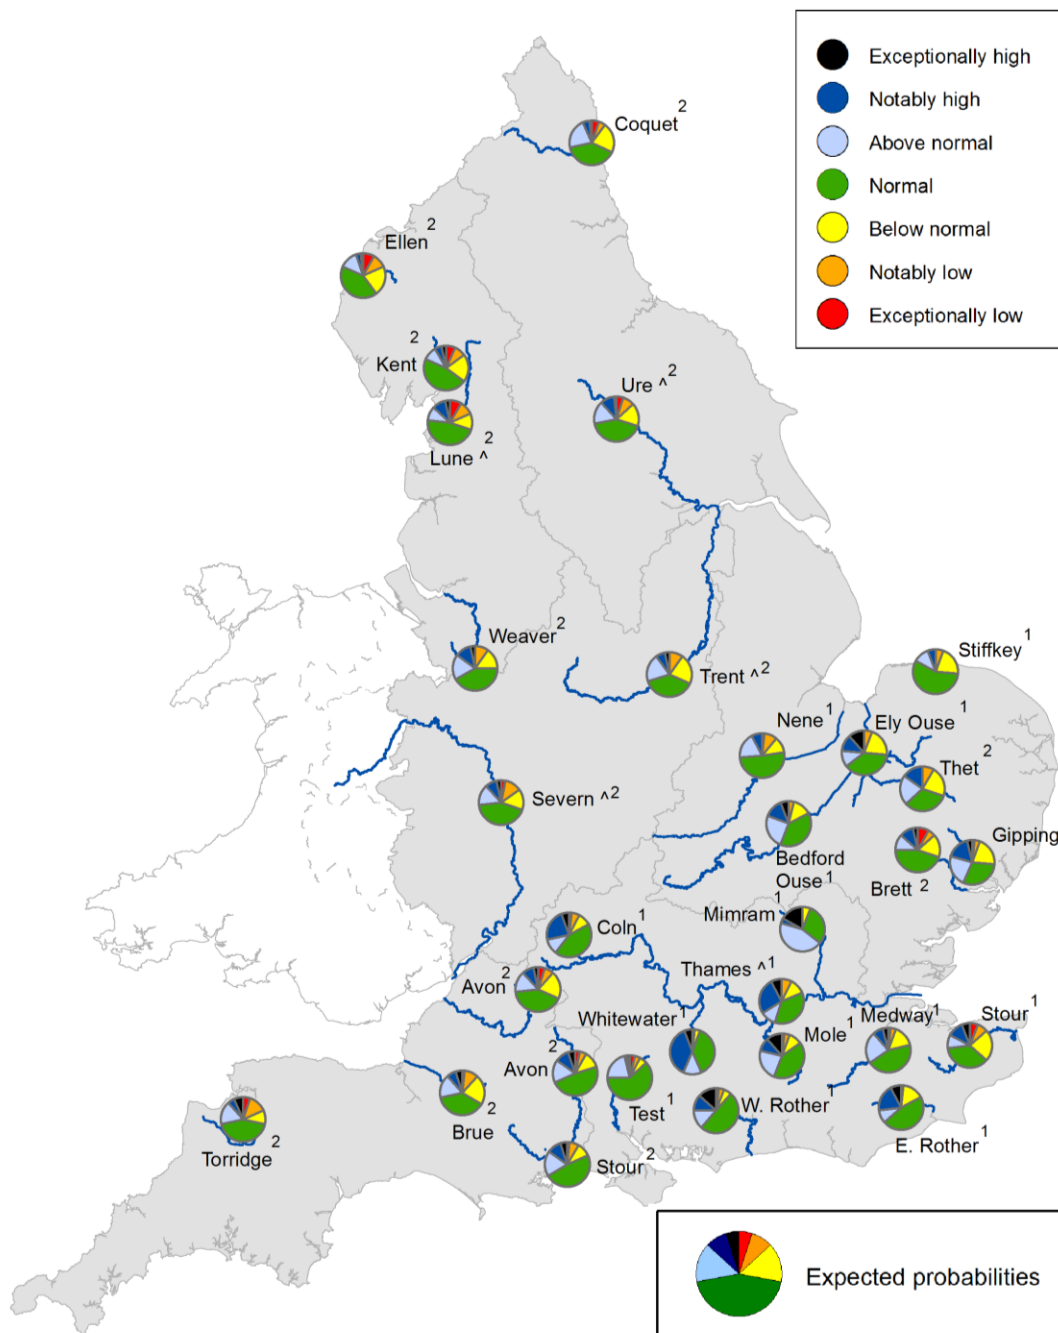 Exceptionally high
Notably high
Above normal
Normal
Below normal
Notably low
Exceptionally low
Coquet 2
Ellen 2
Kent 2
Lune ^ 2
Ure ^ 2
Weaver 2
Trent ^ 2
Stiffkey 1
Nene 1
Ely Ouse 1
Thet 2
Severn ^ 2
Bedford
Ouse 1
Brett 2
Gipping
Mimram 1
Coln 1
Avon 2
Thames ^ 1
Whitewater 1
Mole 1
Medway 1
Stour 1
Avon 2
Test 1
W. Rother 1
E. Rother 1
Brue 2
Torridge 2
Stour 2
Expected probabilities